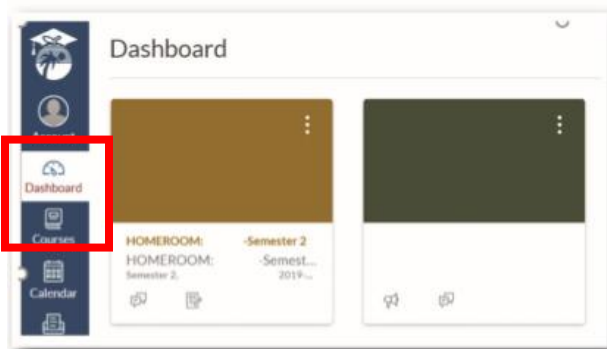 Dashboard
Account
Dashboard
Courses
Calendar
HOMEROOM: -Semester 2
HOMEROOM: -Semest...
Semester 2, 2019-...